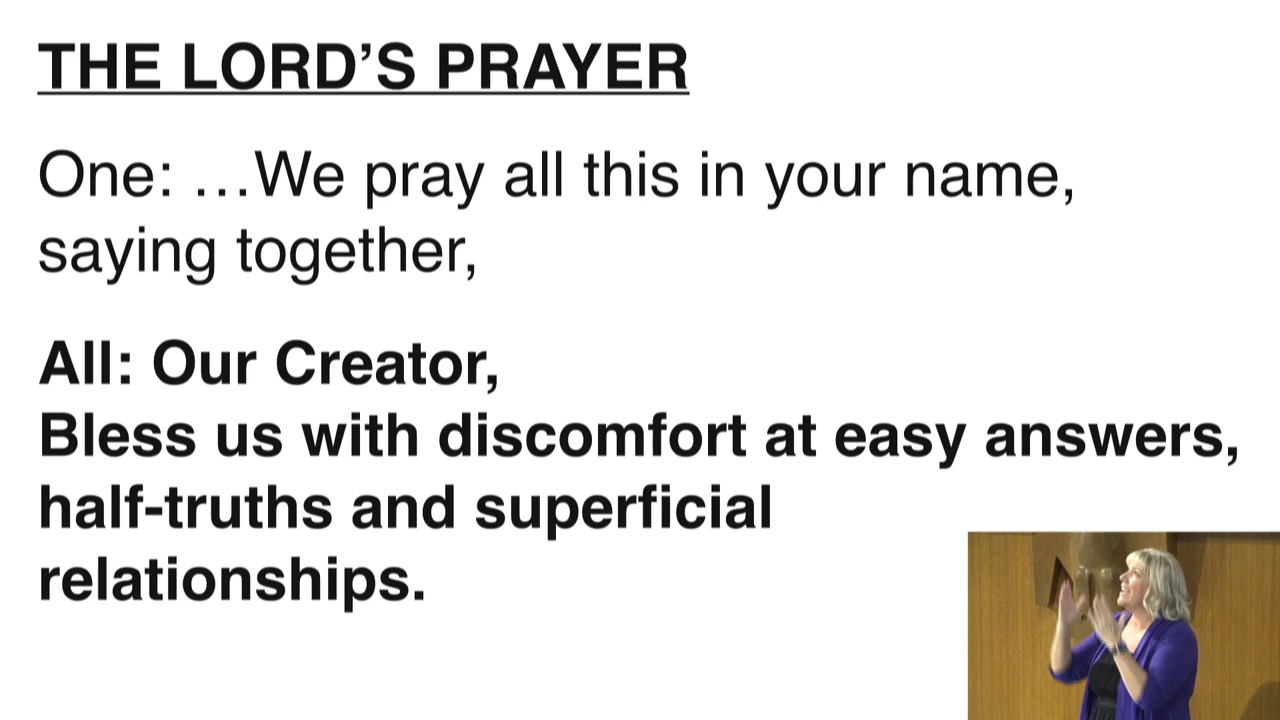 THE LORD’S PRAYER
One: …We pray all this in your name,
saying together,
All: Our Creator,
Bless us with discomfort at easy answers,
half-truths and superficial
relationships.